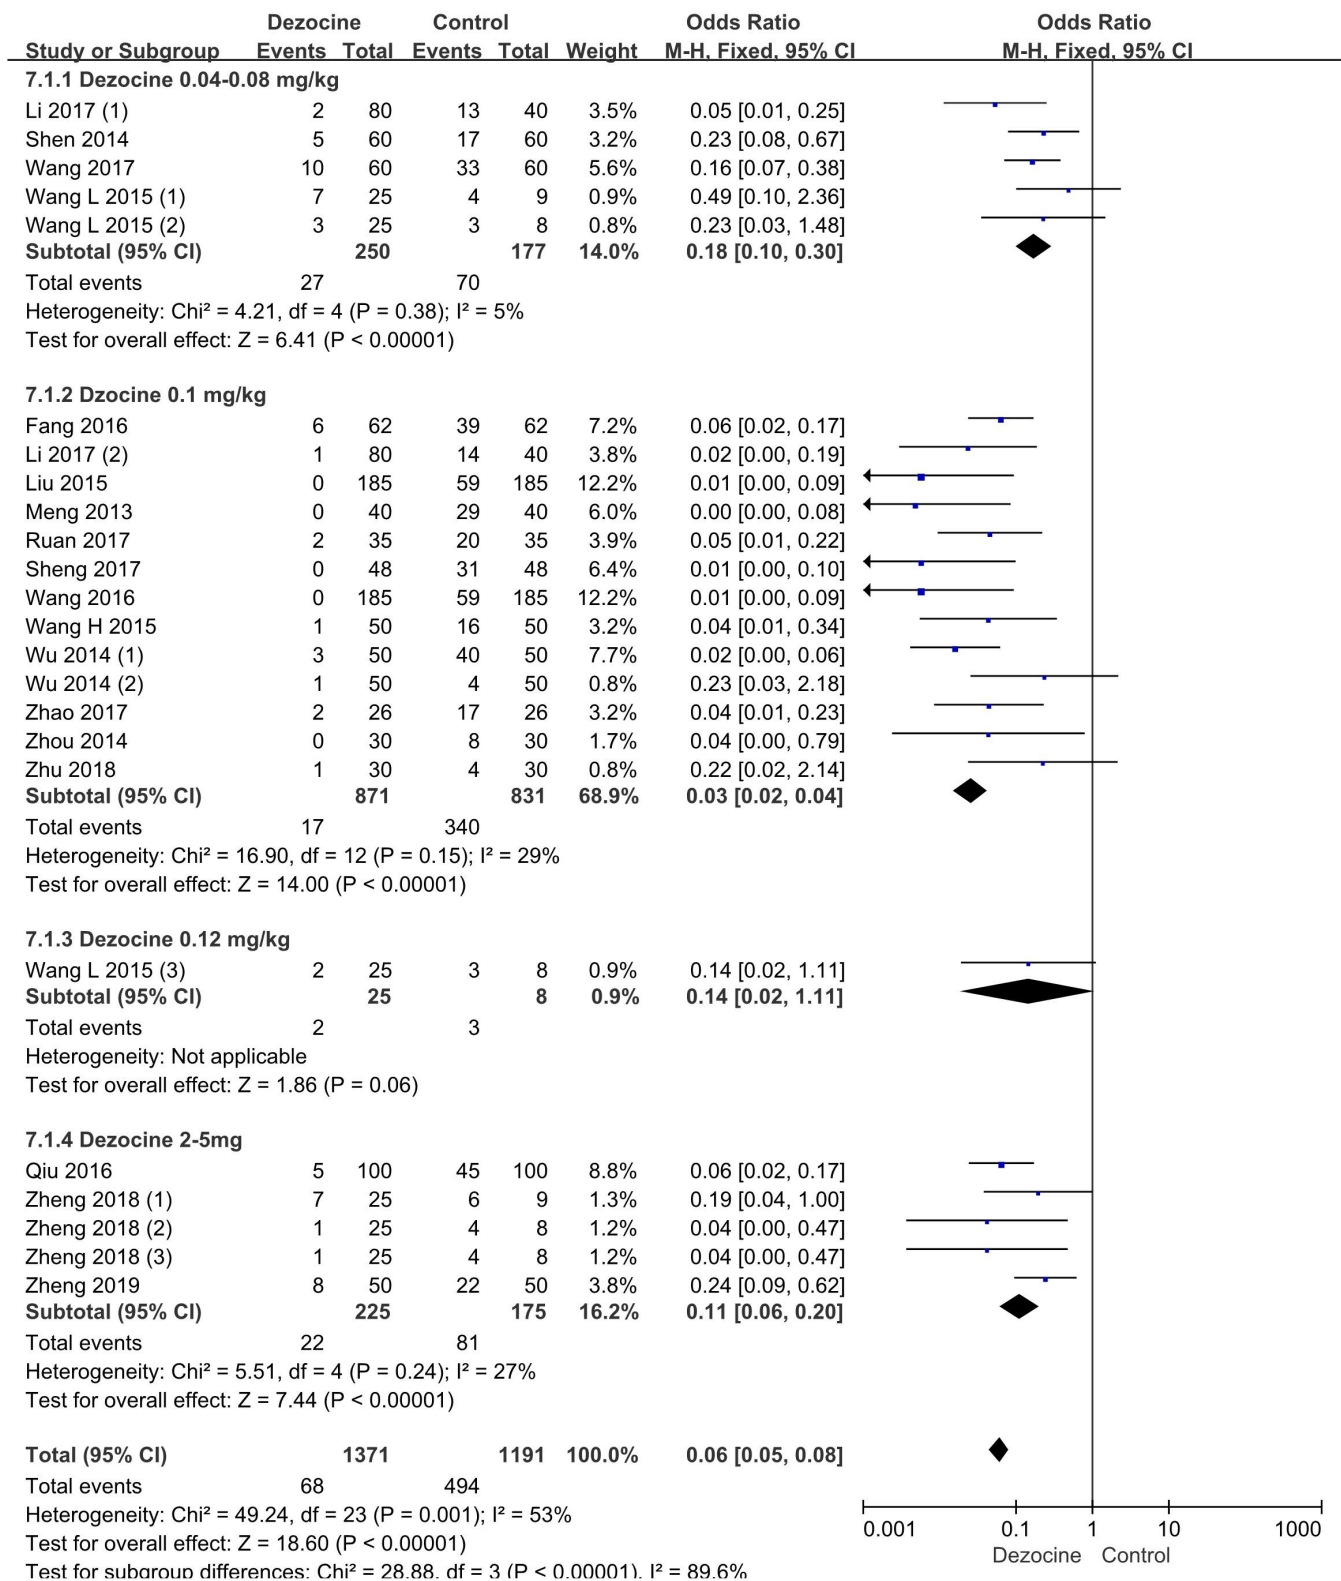 Dezocine Control Odds Ratio Odds Ratio
Study or Subgroup Events Total Events Total Weight M-H, Fixed, 95% CI M-H, Fixed, 95% CI
7.1.1 Dezocine 0.04-0.08 mg/kg
Li 2017 (1) 2 80 13 40 3.5% 0.05 [0.01, 0.25]
Shen 2014 5 60 17 60 3.2% 0.23 [0.08, 0.67]
Wang 2017 10 60 33 60 5.6% 0.16 [0.07, 0.38]
Wang L 2015 (1) 7 25 4 9 0.9% 0.49 [0.10, 2.36]
Wang L 2015 (2) 3 25 3 8 0.8% 0.23 [0.03, 1.48]
Subtotal (95% CI) 250 177 14.0% 0.18 [0.10, 0.30]
Total events 27 70
Heterogeneity: Chi² = 4.21, df = 4 (P = 0.38); I² = 5%
Test for overall effect: Z = 6.41 (P < 0.00001)
7.1.2 Dzocine 0.1 mg/kg
Fang 2016 6 62 39 62 7.2% 0.06 [0.02, 0.17]
Li 2017 (2) 1 80 14 40 3.8% 0.02 [0.00, 0.19]
Liu 2015 0 185 59 185 12.2% 0.01 [0.00, 0.09]
Meng 2013 0 40 29 40 6.0% 0.00 [0.00, 0.08]
Ruan 2017 2 35 20 35 3.9% 0.05 [0.01, 0.22]
Sheng 2017 0 48 31 48 6.4% 0.01 [0.00, 0.10]
Wang 2016 0 185 59 185 12.2% 0.01 [0.00, 0.09]
Wang H 2015 1 50 16 50 3.2% 0.04 [0.01, 0.34]
Wu 2014 (1) 3 50 40 50 7.7% 0.02 [0.00, 0.06]
Wu 2014 (2) 1 50 4 50 0.8% 0.23 [0.03, 2.18]
Zhao 2017 2 26 17 26 3.2% 0.04 [0.01, 0.23]
Zhou 2014 0 30 8 30 1.7% 0.04 [0.00, 0.79]
Zhu 2018 1 30 4 30 0.8% 0.22 [0.02, 2.14]
Subtotal (95% CI) 871 831 68.9% 0.03 [0.02, 0.04]
Total events 17 340
Heterogeneity: Chi² = 16.90, df = 12 (P = 0.15); I² = 29%
Test for overall effect: Z = 14.00 (P < 0.00001)
7.1.3 Dezocine 0.12 mg/kg
Wang L 2015 (3) 2 25 3 8 0.9% 0.14 [0.02, 1.11]
Subtotal (95% CI) 25 8 0.9% 0.14 [0.02, 1.11]
Total events 2 3
Heterogeneity: Not applicable
Test for overall effect: Z = 1.86 (P = 0.06)
7.1.4 Dezocine 2-5mg
Qiu 2016 5 100 45 100 8.8% 0.06 [0.02, 0.17]
Zheng 2018 (1) 7 25 6 9 1.3% 0.19 [0.04, 1.00]
Zheng 2018 (2) 1 25 4 8 1.2% 0.04 [0.00, 0.47]
Zheng 2018 (3) 1 25 4 8 1.2% 0.04 [0.00, 0.47]
Zheng 2019 8 50 22 50 3.8% 0.24 [0.09, 0.62]
Subtotal (95% CI) 225 175 16.2% 0.11 [0.06, 0.20]
Total events 22 81
Heterogeneity: Chi² = 5.51, df = 4 (P = 0.24); I² = 27%
Test for overall effect: Z = 7.44 (P < 0.00001)
Total (95% CI) 1371 1191 100.0% 0.06 [0.05, 0.08]
Total events 68 494
Heterogeneity: Chi² = 49.24, df = 23 (P = 0.001); I² = 53%
Test for overall effect: Z = 18.60 (P < 0.00001)
Test for subgroup differences: Chi² = 28.88, df = 3 (P < 0.00001), I² = 89.6%
0.001 0.1 1 10 1000
Dezocine Control